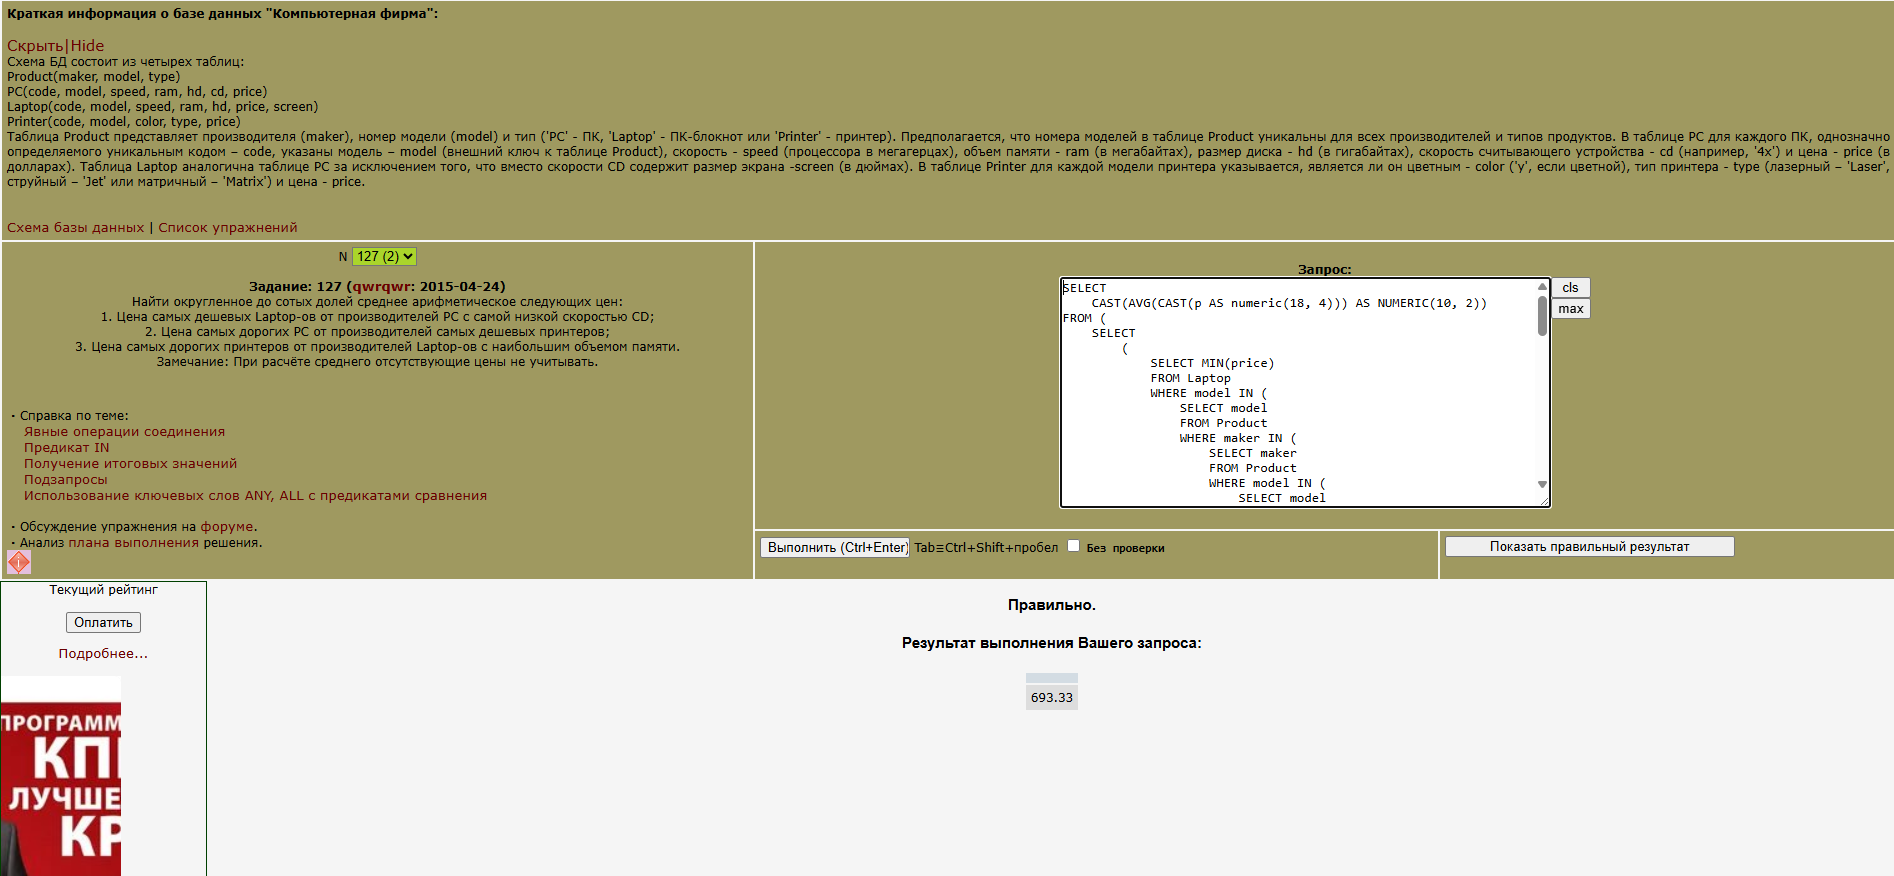 Краткая информация о базе данных "Компьютерная фирма":
Скрыть|Hide
Схема БД состоит из четырех таблиц:
Product(maker, model, type)
PC(code, model, speed, ram, hd, cd, price)
Laptop(code, model, speed, ram, hd, price, screen)
Printer(code, model, color, type, price)
Таблица Product представляет производителя (maker), номер модели (model) и тип ('PC' - ПК, 'Laptop' - ПК-блокнот или 'Printer' - принтер). Предполагается, что номера моделей в таблице Product уникальны для всех производителей и типов продуктов. В таблице PC для каждого ПК, однозначно
определяемого уникальным кодом – code, указаны модель – model (внешний ключ к таблице Product), скорость - speed (процессора в мегагерцах), объем памяти - ram (в мегабайтах), размер диска - hd (в гигабайтах), скорость считывающего устройства - cd (например, '4x') и цена - price (в
долларах). Таблица Laptop аналогична таблице РС за исключением того, что вместо скорости CD содержит размер экрана -screen (в дюймах). В таблице Printer для каждой модели принтера указывается, является ли он цветным - color ('y', если цветной), тип принтера - type (лазерный – 'Laser',
струйный – 'Jet' или матричный – 'Matrix') и цена - price.
Схема базы данных | Список упражнений
N 127 (2)
Задание: 127 (qwrqwr: 2015-04-24)
Найти округленное до сотых долей среднее арифметическое следующих цен:
1. Цена самых дешевых Laptop-ов от производителей PC с самой низкой скоростью CD;
2. Цена самых дорогих PC от производителей самых дешевых принтеров;
3. Цена самых дорогих принтеров от производителей Laptop-ов с наибольшим объемом памяти.
Замечание: При расчёте среднего отсутствующие цены не учитывать.
· Справка по теме:
Явные операции соединения
Предикат IN
Получение итоговых значений
Подзапросы
Использование ключевых слов ANY, ALL с предикатами сравнения
· Обсуждение упражнения на форуме.
· Анализ плана выполнения решения.
Запрос:
SELECT
CAST(AVG(CAST(p AS numeric(18, 4))) AS NUMERIC(10, 2))
FROM (
SELECT
(
SELECT MIN(price)
FROM Laptop
WHERE model IN (
SELECT model
FROM Product
WHERE maker IN (
SELECT maker
FROM Product
WHERE model IN (
SELECT model
cls
max
Выполнить (Ctrl+Enter) Tab≡Ctrl+Shift+пробел Без проверки
Показать правильный результат
Текущий рейтинг
Оплатить
Подробнее...
ПРОГРАММ
КП
ЛУЧШЕ
КР
Правильно.
Результат выполнения Вашего запроса:
693.33